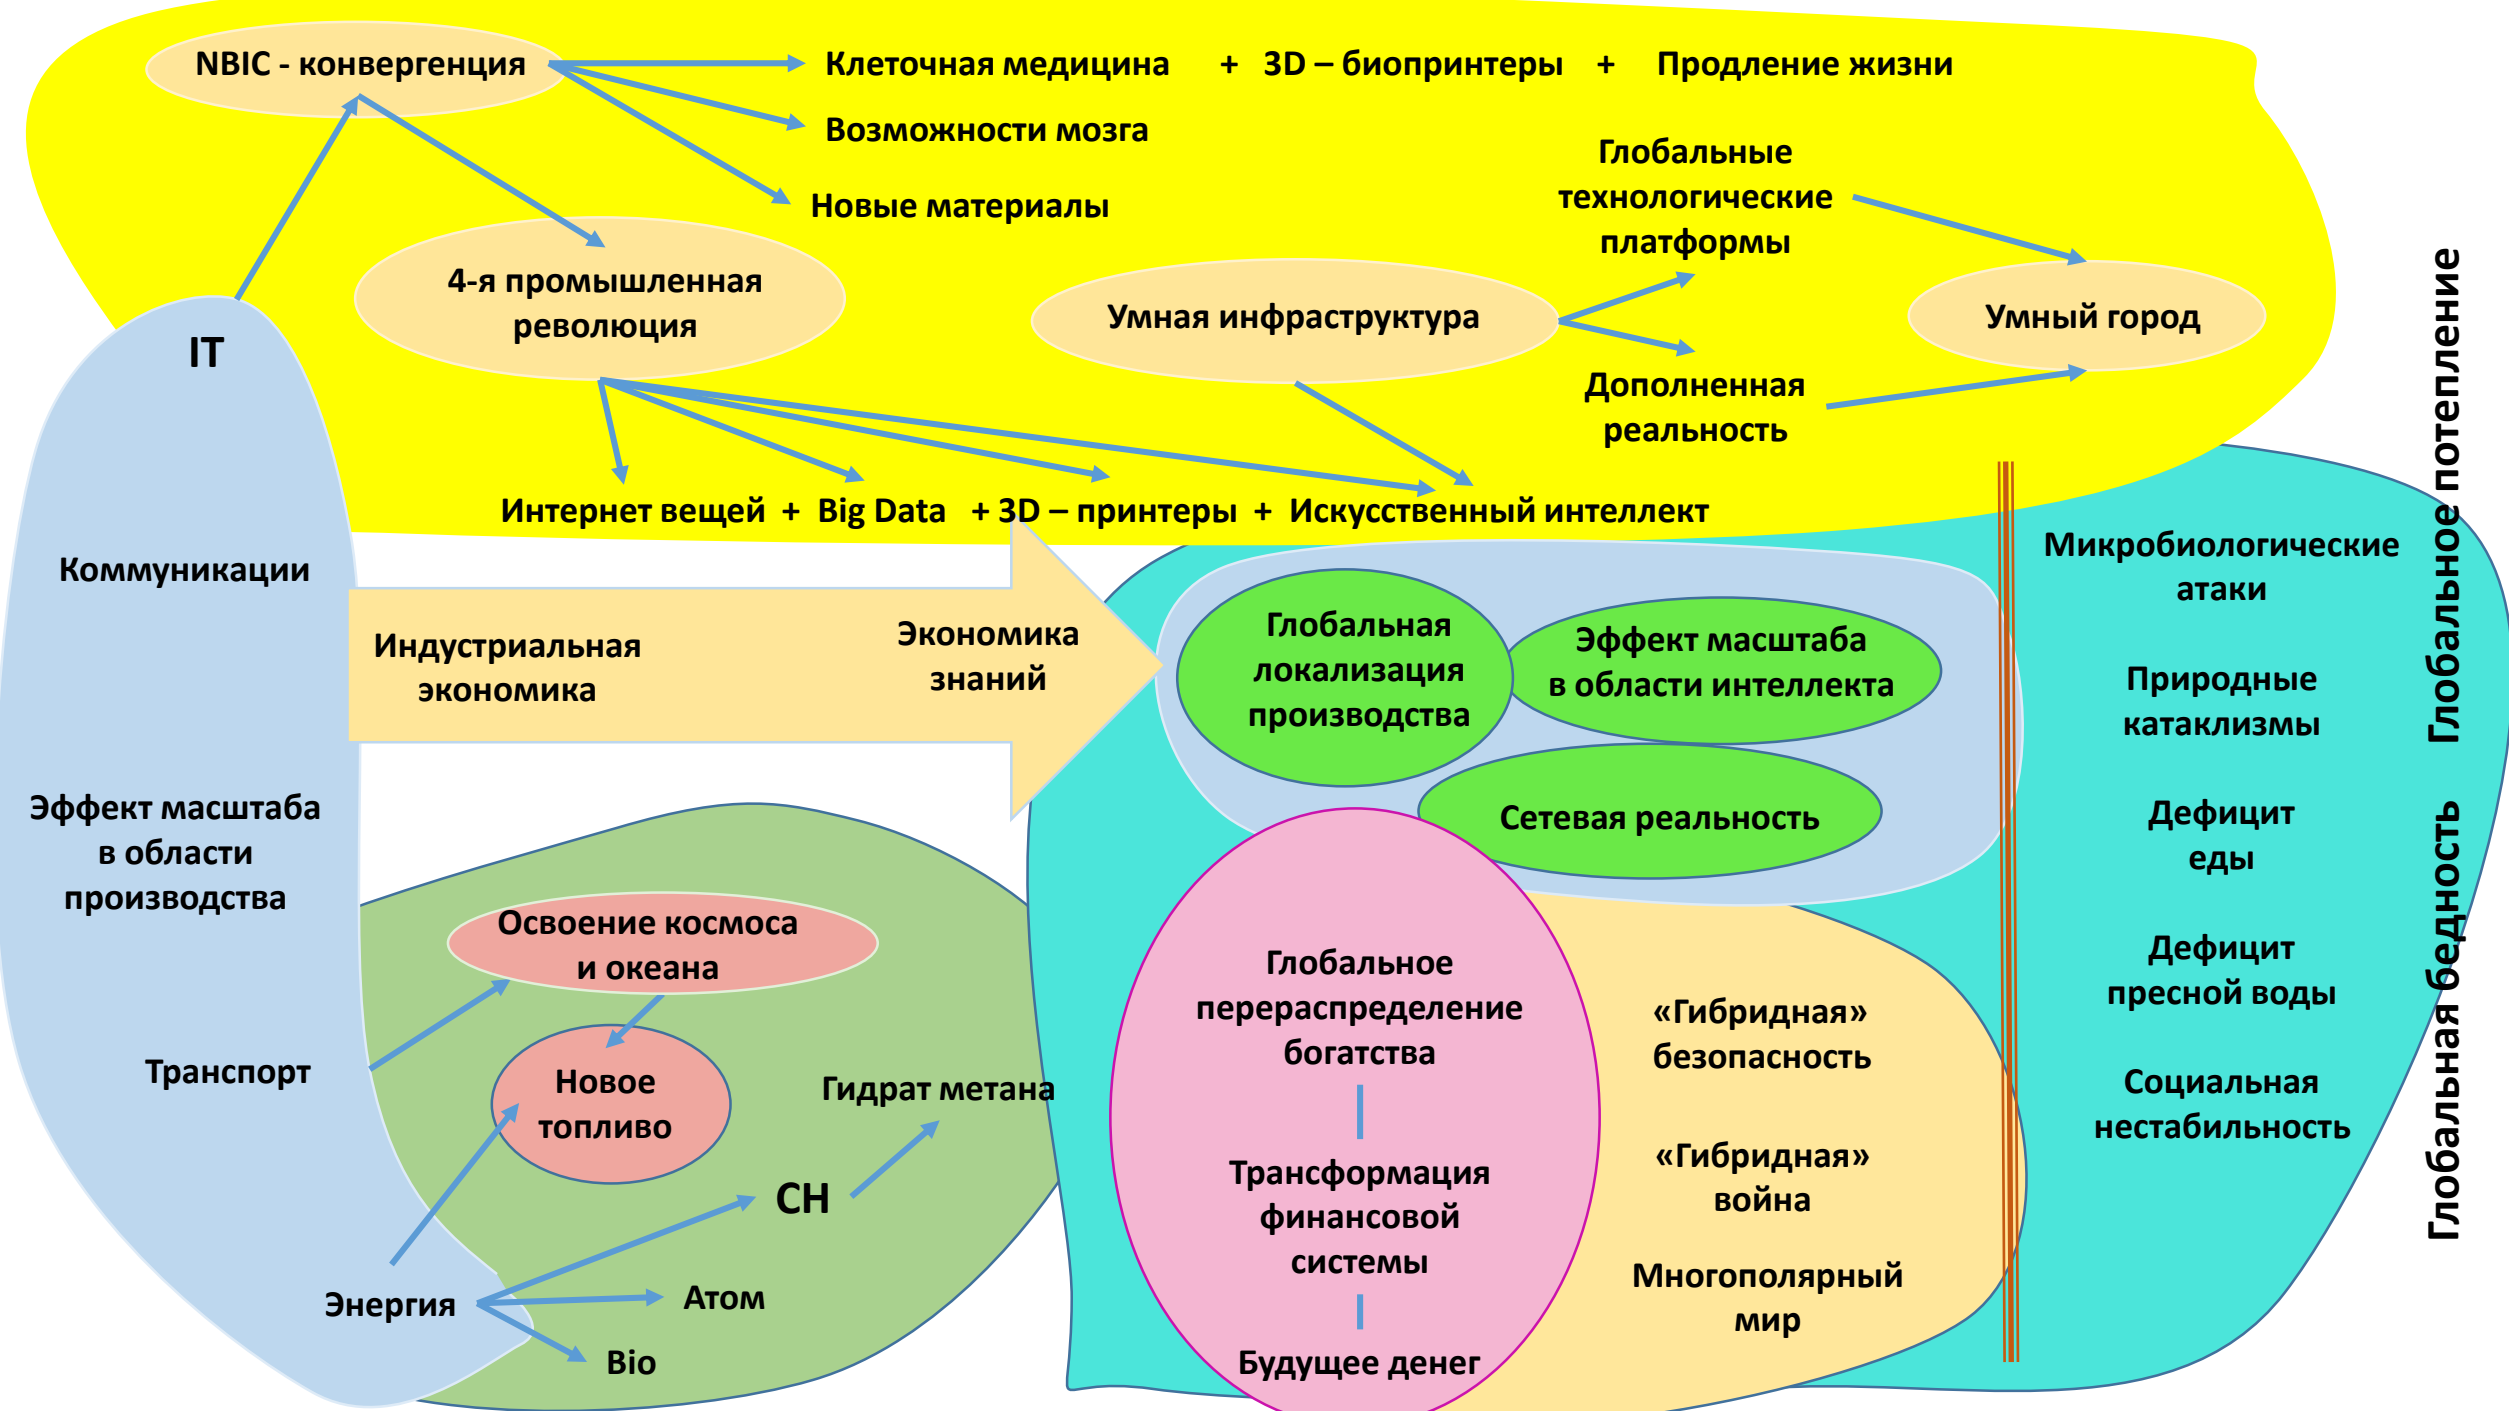 NBIC - конвергенция
Клеточная медицина + 3D – биопринтеры + Продление жизни
Возможности мозга
Новые материалы
Глобальные
технологические
платформы
4-я промышленная
революция
Умная инфраструктура
Умный город
Дополненная
реальность
IT
Интернет вещей + Big Data + 3D – принтеры + Искусственный интеллект
Коммуникации
Индустриальная
экономика
Экономика
знаний
Эффект масштаба
в области
производства
Транспорт
Энергия
Освоение космоса
и океана
Новое
топливо
Гидрат метана
CH
Атом
Bio
Глобальная
локализация
производства
Эффект масштаба
в области интеллекта
Сетевая реальность
Глобальное
перераспределение
богатства
Трансформация
финансовой
системы
Будущее денег
«Гибридная»
безопасность
«Гибридная»
война
Многополярный
мир
Микробиологические
атаки
Природные
катаклизмы
Дефицит
еды
Дефицит
пресной воды
Социальная
нестабильность
Глобальная бедность Глобальное потепление